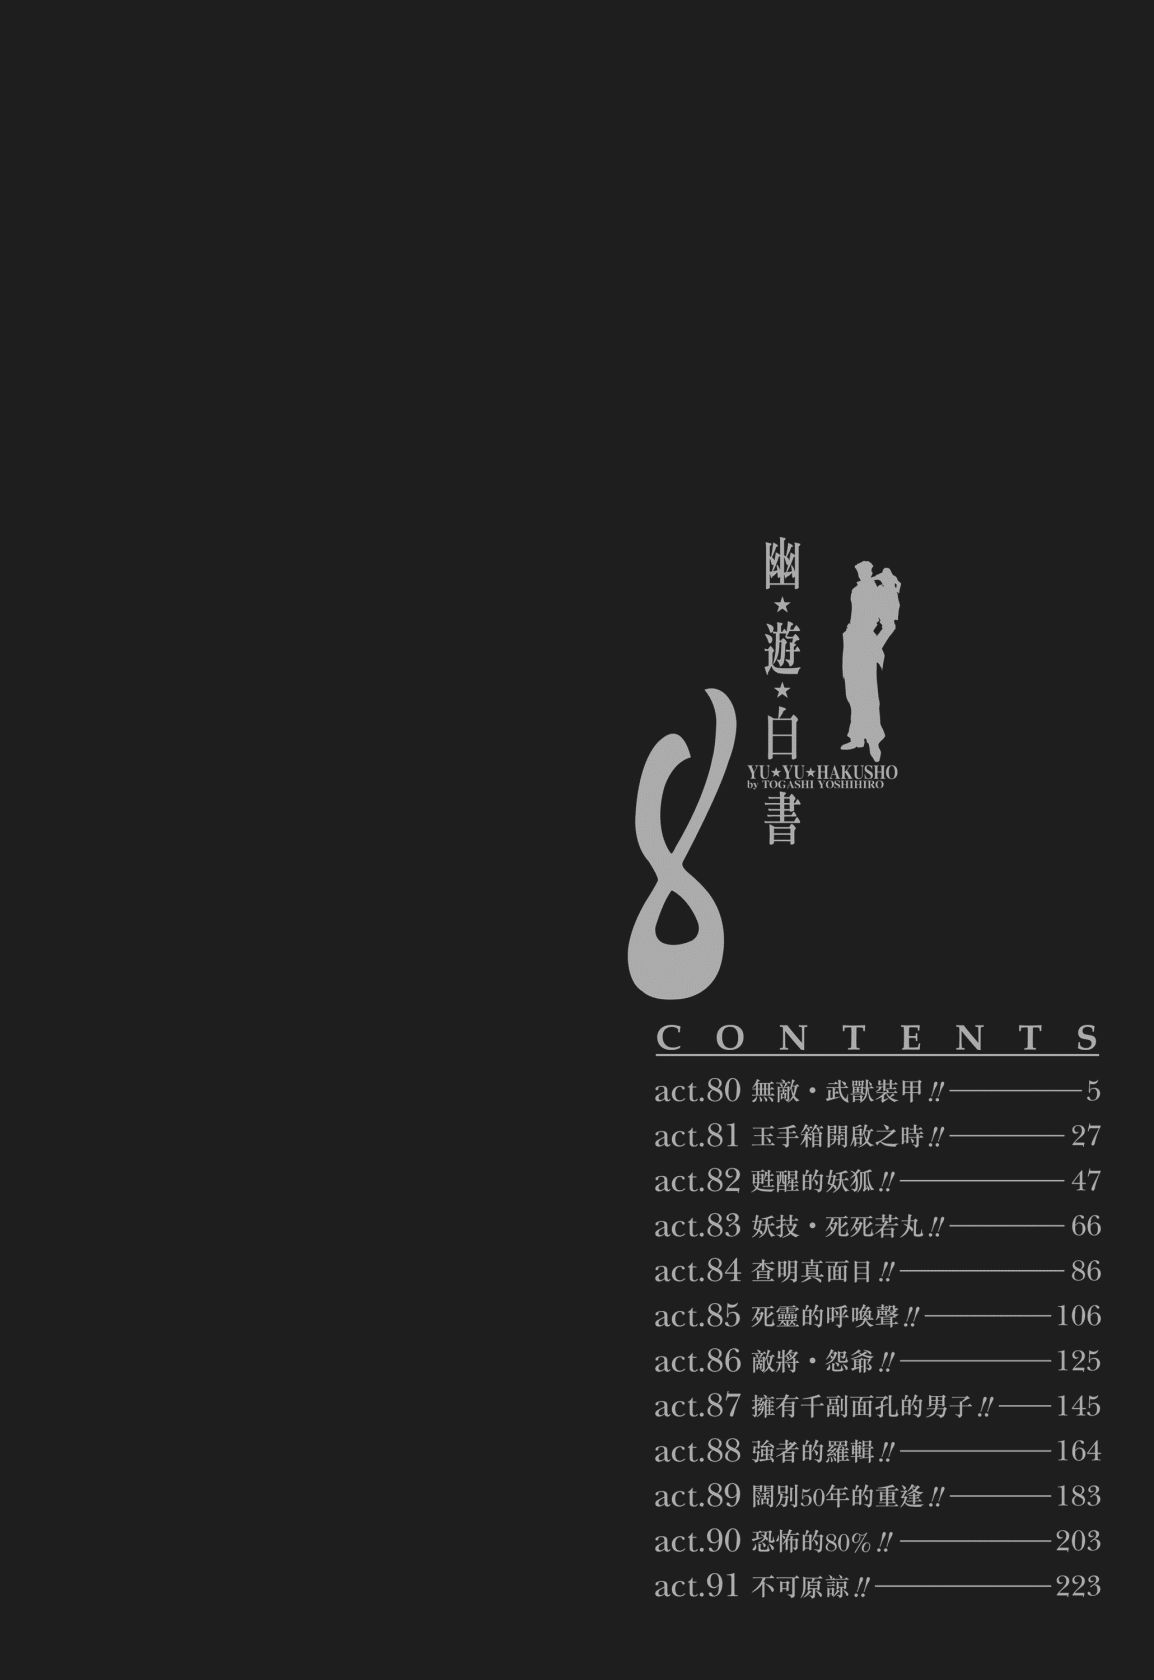 幽★遊★白書
YU★YU★HAKUSHO
by TOGASHI YOSHIHIRO
8
CONTENTS
act.80 無敵・武獸裝甲!! 5
act.81 玉手箱開啟之時!! 27
act.82 甦醒的妖狐!! 47
act.83 妖技・死死若丸!! 66
act.84 查明真面目!! 86
act.85 死靈的呼喚聲!! 106
act.86 敵將・怨爺!! 125
act.87 擁有千副面孔的男子!! 145
act.88 強者的羅輯!! 164
act.89 闊別50年的重逢!! 183
act.90 恐怖的80%!! 203
act.91 不可原諒!! 223